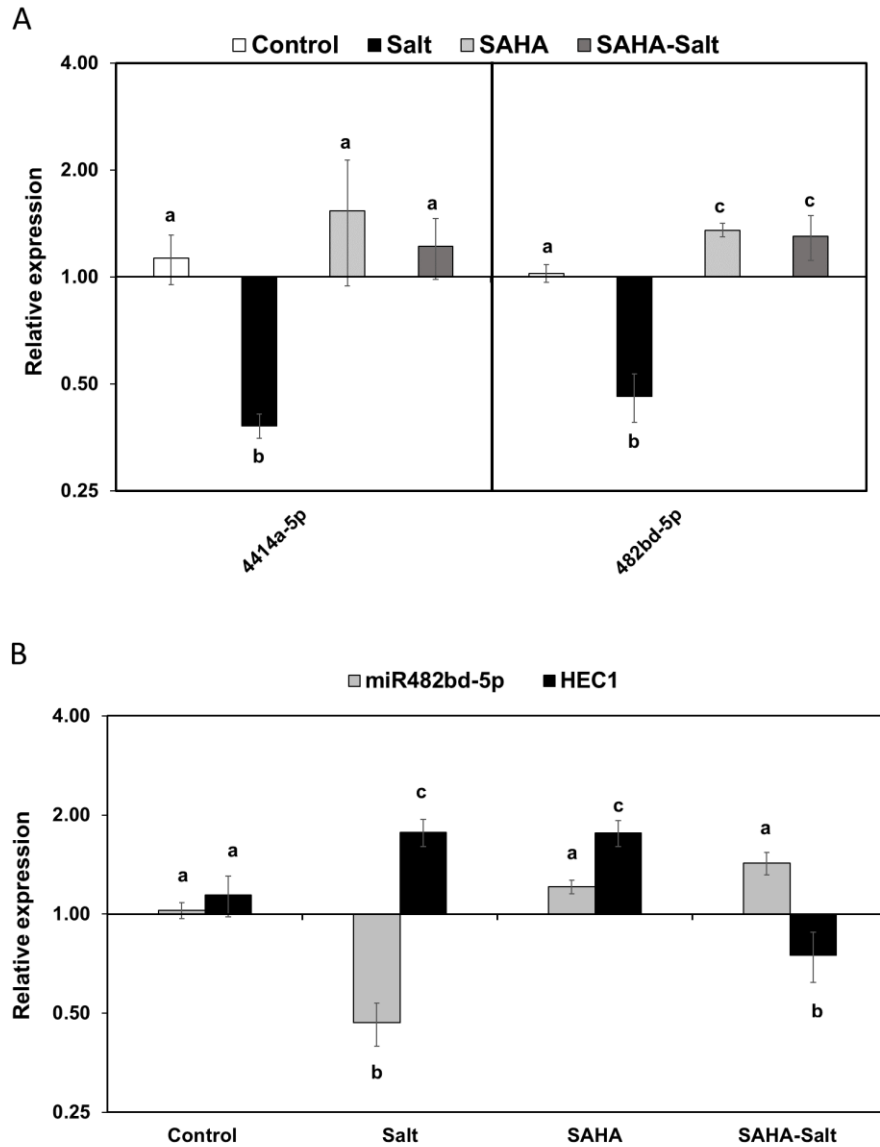 A
Control Salt SAHA SAHA-Salt
4.00
2.00
1.00
0.50
0.25
Relative expression
a
b
a
a
a
b
c
c
4414a-5p
482bd-5p
B
miR482bd-5p HEC1
4.00
2.00
1.00
0.50
0.25
Relative expression
a
a
b
c
a
c
a
b
Control Salt SAHA SAHA-Salt